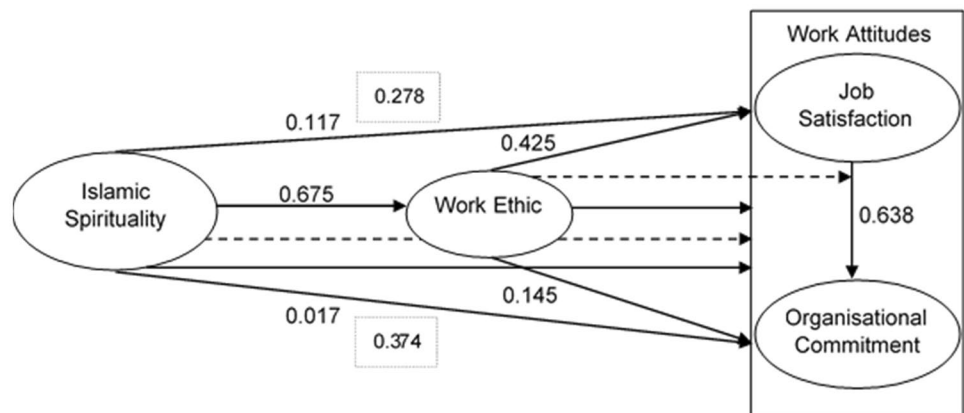 Work Attitudes
Job
Satisfaction
0.278
0.117
0.425
Islamic
Spirituality
0.675
Work Ethic
0.638
0.145
0.017
0.374
Organisational
Commitment